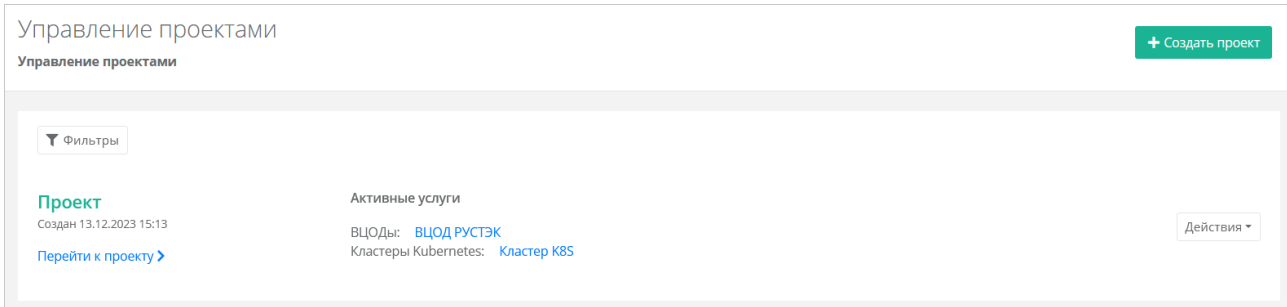 Управление проектами
Управление проектами
Создать проект
Фильтры
Проект
Создан 13.12.2023 15:13
Перейти к проекту
Активные услуги
ВЦОДы: ВЦОД РУСТЭК
Кластеры Kubernetes: Кластер K8S
Действия